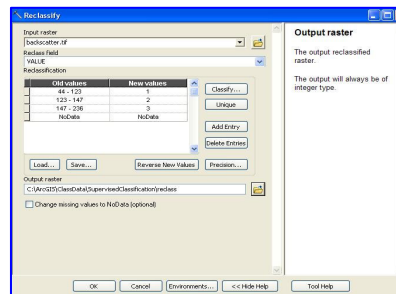 Reclassify
Input raster
backscatter.tif
Reclass field
VALUE
Reclassification
Old values New values
44 - 123 1
123 - 147 2
147 - 236 3
NoData NoData
Classify...
Unique
Add Entry
Delete Entries
Load... Save... Reverse New Values Precision...
Output raster
C:\ArcGIS\ClassData\SupervisedClassification\reclass
Change missing values to NoData (optional)
OK Cancel Environments... << Hide Help Tool Help
Output raster
The output reclassified
raster.
The output will always be of
integer type.